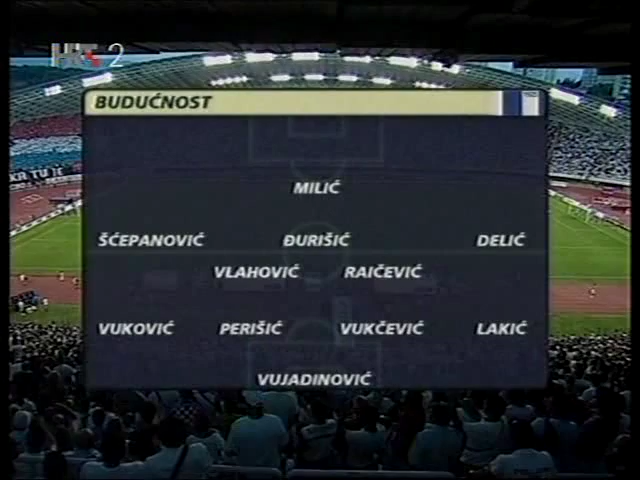 HRT 2
BUDUĆNOST
MILIĆ
ŠĆEPANOVIĆ ĐURIŠIĆ DELIĆ
VLAHOVIĆ RAIČEVIĆ
VUKOVIĆ PERIŠIĆ VUKČEVIĆ LAKIĆ
VUJADINOVIĆ